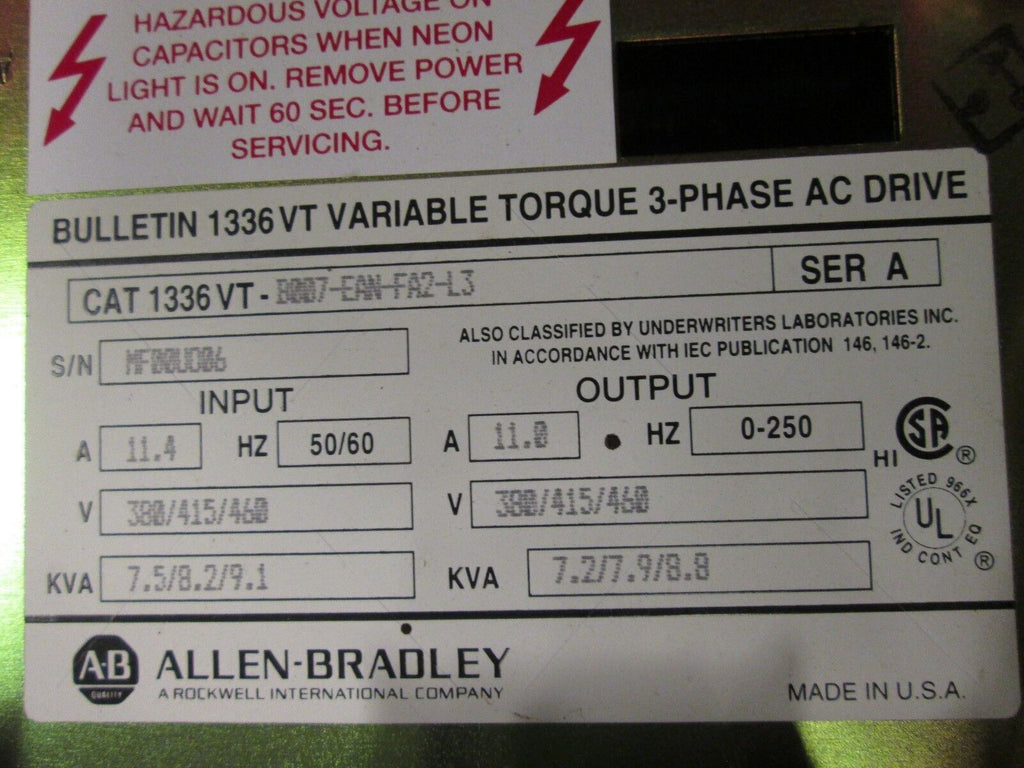 HAZARDOUS VOLTAGE ON
CAPACITORS WHEN NEON
LIGHT IS ON. REMOVE POWER
AND WAIT 60 SEC. BEFORE
SERVICING.
BULLETIN 1336 VT VARIABLE TORQUE 3-PHASE AC DRIVE
CAT 1336 VT - B007-EAN-FA2-L3 SER A
S/N
ALSO CLASSIFIED BY UNDERWRITERS LABORATORIES INC.
IN ACCORDANCE WITH IEC PUBLICATION 146, 146-2.
INPUT
A 11.4 HZ 50/60
V 380/415/460
KVA 7.5/8.2/9.1
OUTPUT
A 11.0 HZ 0-250
V 380/415/460
KVA 7.2/7.9/8.8
SA ®
HI
LISTED 966X
UL
IND CONT EQ ®
A-B
QUALITY
ALLEN-BRADLEY
A ROCKWELL INTERNATIONAL COMPANY
MADE IN U.S.A.